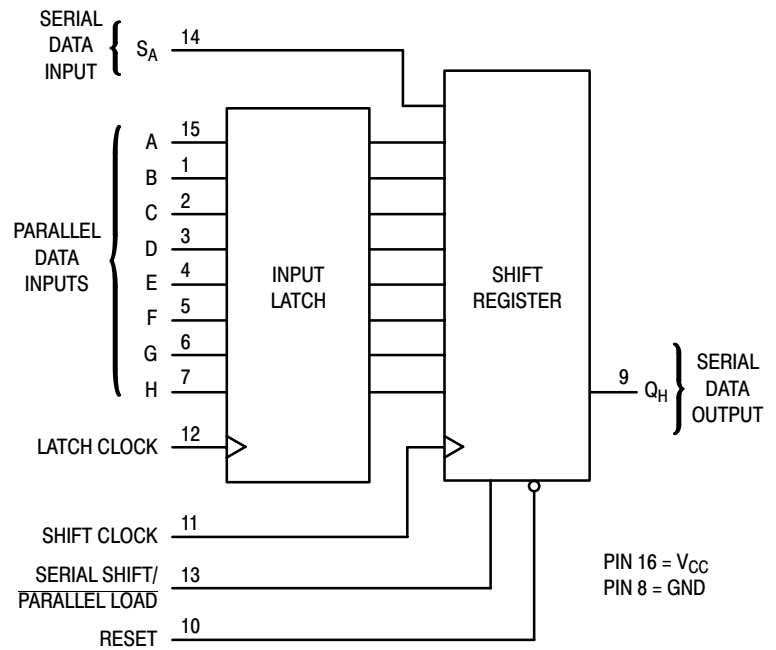 SERIAL
DATA
INPUT
SA
14
A
15
B
1
C
2
D
3
E
4
F
5
G
6
H
7
PARALLEL
DATA
INPUTS
INPUT
LATCH
SHIFT
REGISTER
9
QH
SERIAL
DATA
OUTPUT
LATCH CLOCK
12
SHIFT CLOCK
11
SERIAL SHIFT/
PARALLEL LOAD
13
RESET
10
PIN 16 = VCC
PIN 8 = GND